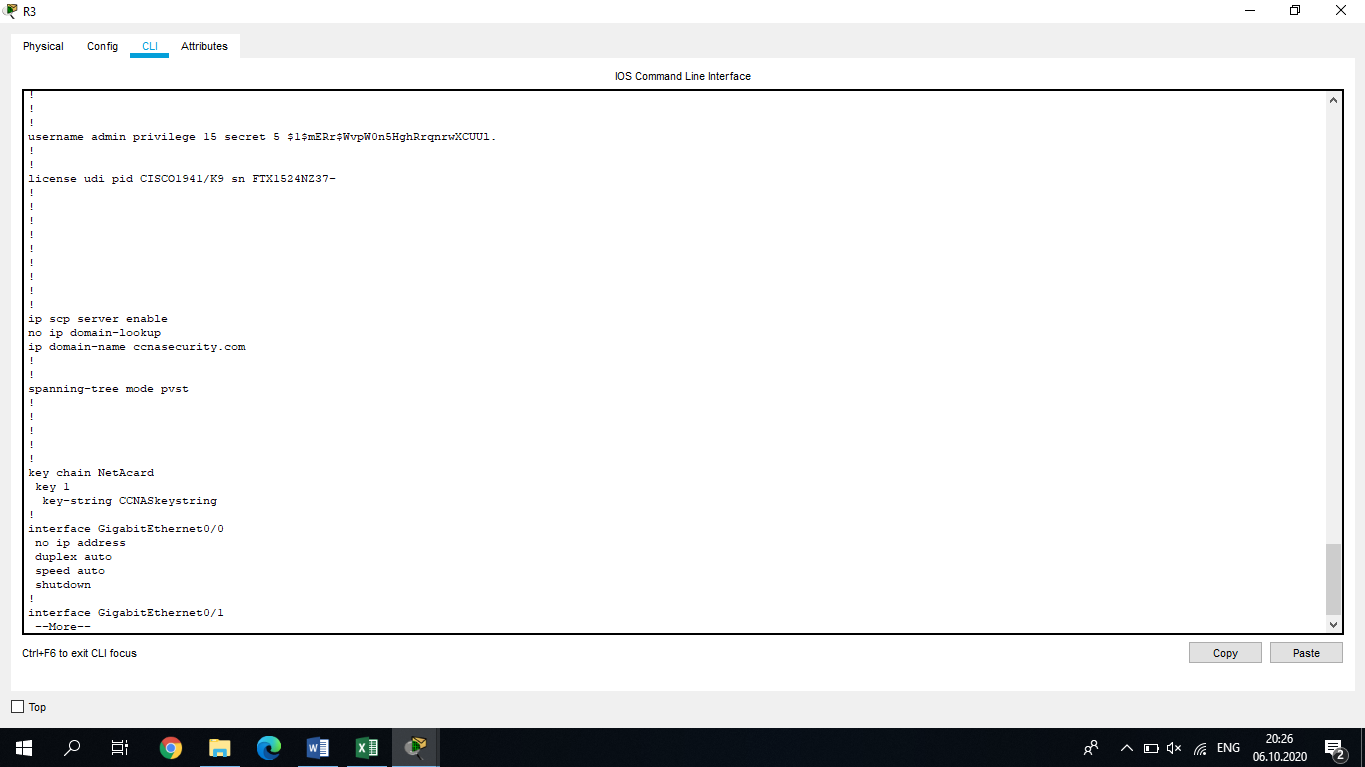 R3
Physical Config CLI Attributes
IOS Command Line Interface
!
!
!
username admin privilege 15 secret 5 $1$mERr$WvpW0n5HghRrqnrwXCUUl.
!
!
license udi pid CISCO1941/K9 sn FTX1524NZ37-
!
!
!
!
!
!
!
!
!
ip scp server enable
no ip domain-lookup
ip domain-name ccnasecurity.com
!
!
spanning-tree mode pvst
!
!
!
!
!
key chain NetAcard
key 1
key-string CCNASkeystring
!
interface GigabitEthernet0/0
no ip address
duplex auto
speed auto
shutdown
!
interface GigabitEthernet0/1
--More--
Ctrl+F6 to exit CLI focus
Copy Paste
Top
ENG
20:26
06.10.2020
2